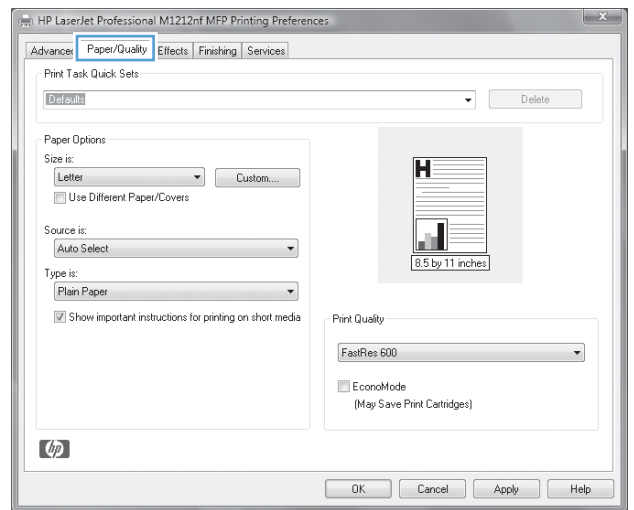 HP LaserJet Professional M1212nf MFP Printing Preferences
Advanced Paper/Quality Effects Finishing Services
Print Task Quick Sets
Defaults
Delete
Paper Options
Size is:
Letter
Custom....
Use Different Paper/Covers
Source is:
Auto Select
Type is:
Plain Paper
Show important instructions for printing on short media
H
8.5 by 11 inches
Print Quality
FastRes 600
EconoMode
(May Save Print Cartridges)
hp
OK Cancel Apply Help